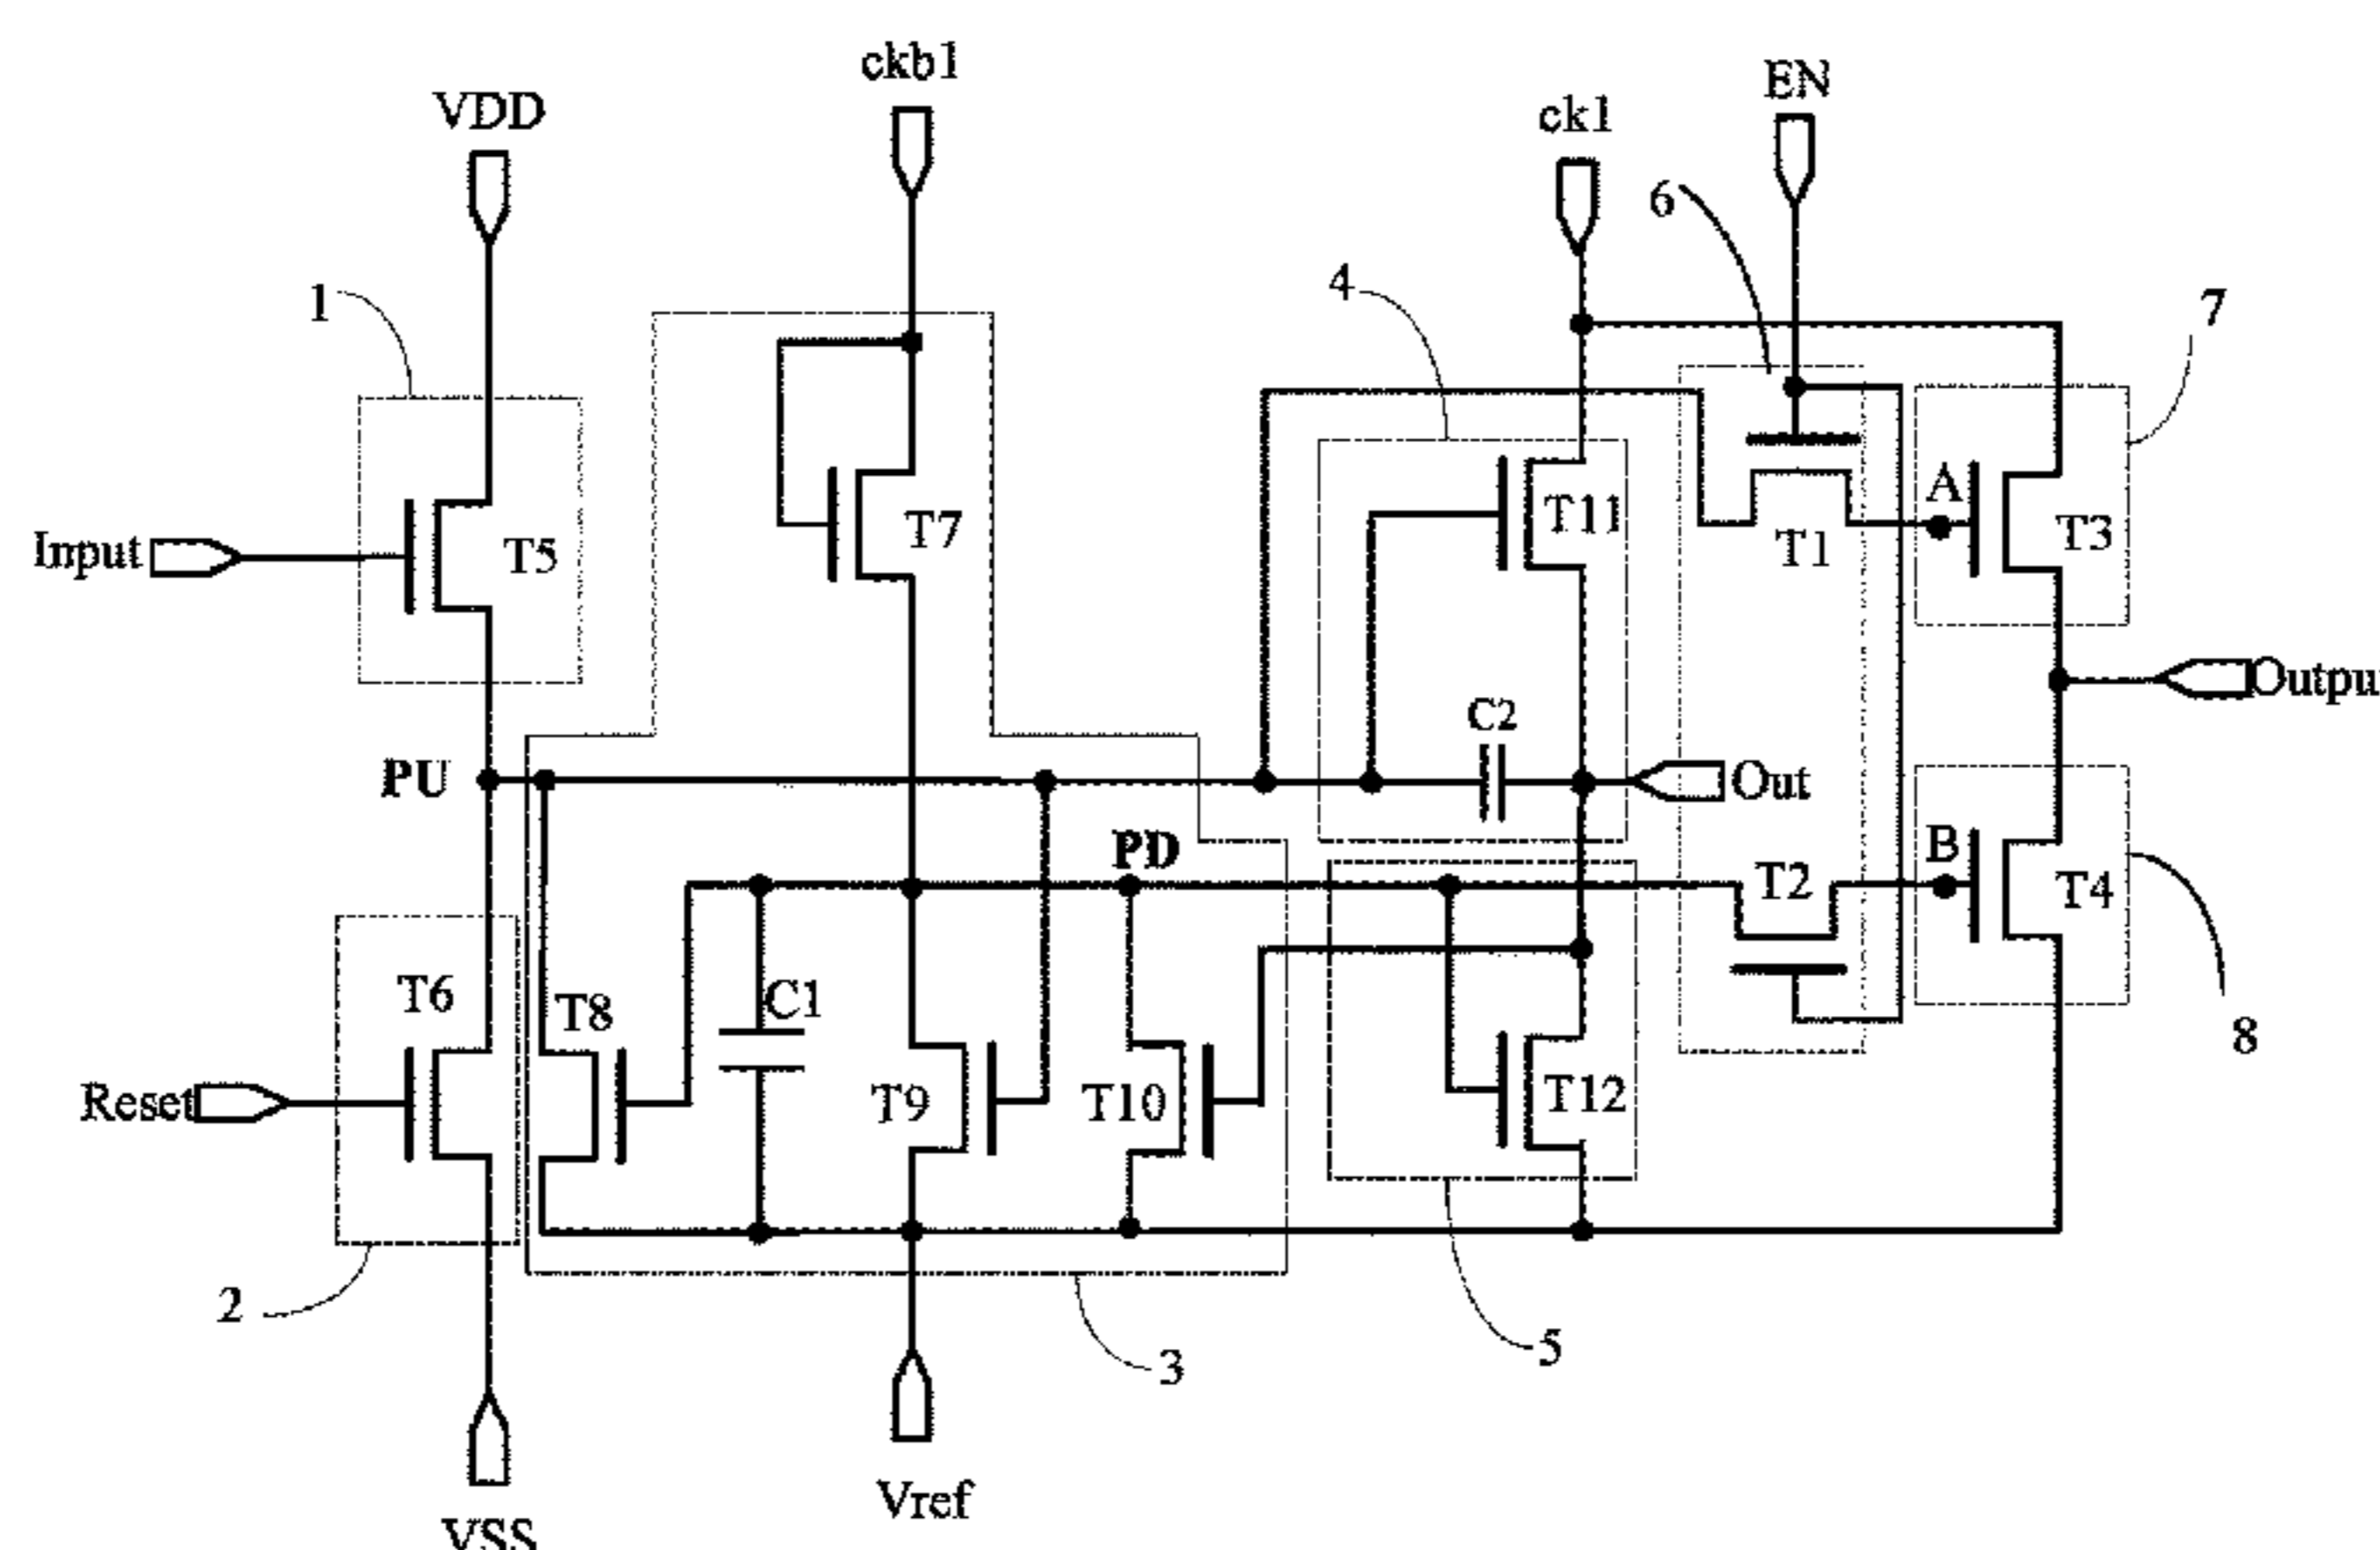 ckb1
EN
VDD
ck1
6
4
1
7
T11
A
T7
T1
T3
Input
T5
C2
Outpu
PU
Out
PD
B
T2
T4
T6
C1
T8
8
Reset
T9
T10
T12
2
5
3
Vref
VSS